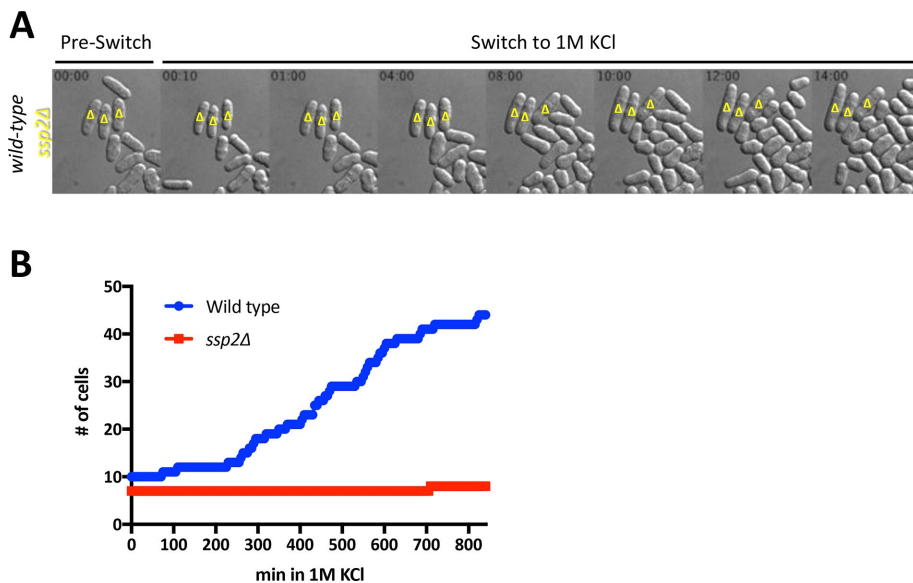 A
Pre-Switch
Switch to 1M KCl
wild-type
ssp2Δ
00:00
00:10
01:00
04:00
08:00
10:00
12:00
14:00
Δ Δ Δ
Δ Δ Δ
Δ Δ Δ
Δ Δ Δ
Δ Δ Δ
Δ Δ Δ
Δ Δ Δ
Δ Δ Δ
B
50
40
30
20
10
0
# of cells
Wild type
ssp2Δ
0 100 200 300 400 500 600 700 800
min in 1M KCl